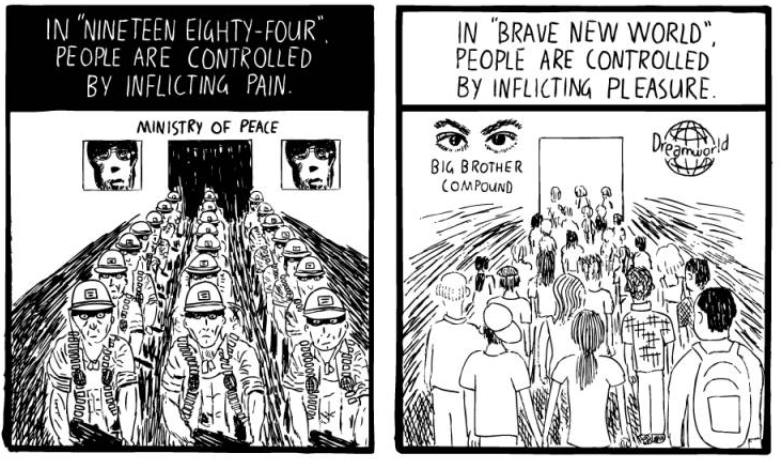 IN "NINETEEN EIGHTY-FOUR",
PEOPLE ARE CONTROLLED
BY INFLICTING PAIN.
MINISTRY OF PEACE
IN "BRAVE NEW WORLD",
PEOPLE ARE CONTROLLED
BY INFLICTING PLEASURE.
BIG BROTHER
COMPOUND
Dreamworld